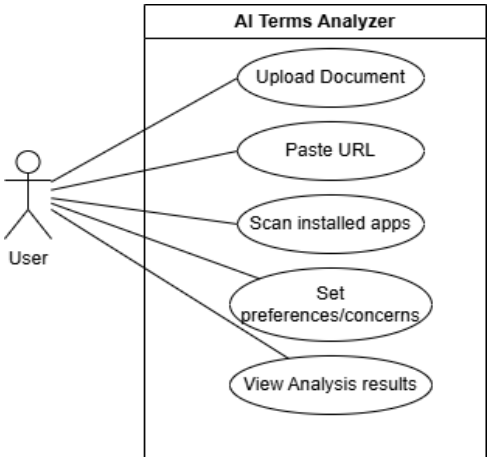 AI Terms Analyzer
Upload Document
Paste URL
Scan installed apps
User
Set
preferences/concerns
View Analysis results